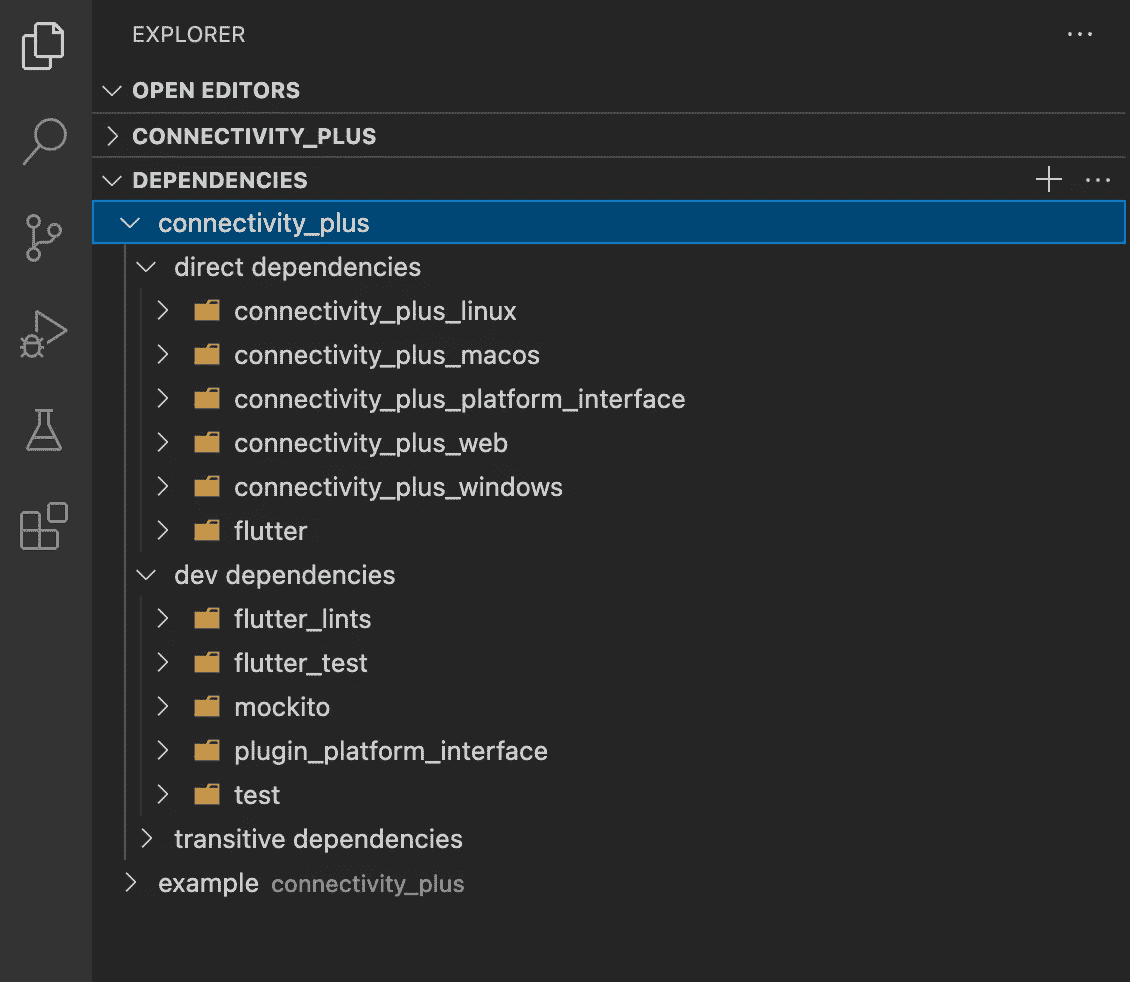 EXPLORER
OPEN EDITORS
CONNECTIVITY_PLUS
DEPENDENCIES
connectivity_plus
direct dependencies
connectivity_plus_linux
connectivity_plus_macos
connectivity_plus_platform_interface
connectivity_plus_web
connectivity_plus_windows
flutter
dev dependencies
flutter_lints
flutter_test
mockito
plugin_platform_interface
test
transitive dependencies
example connectivity_plus